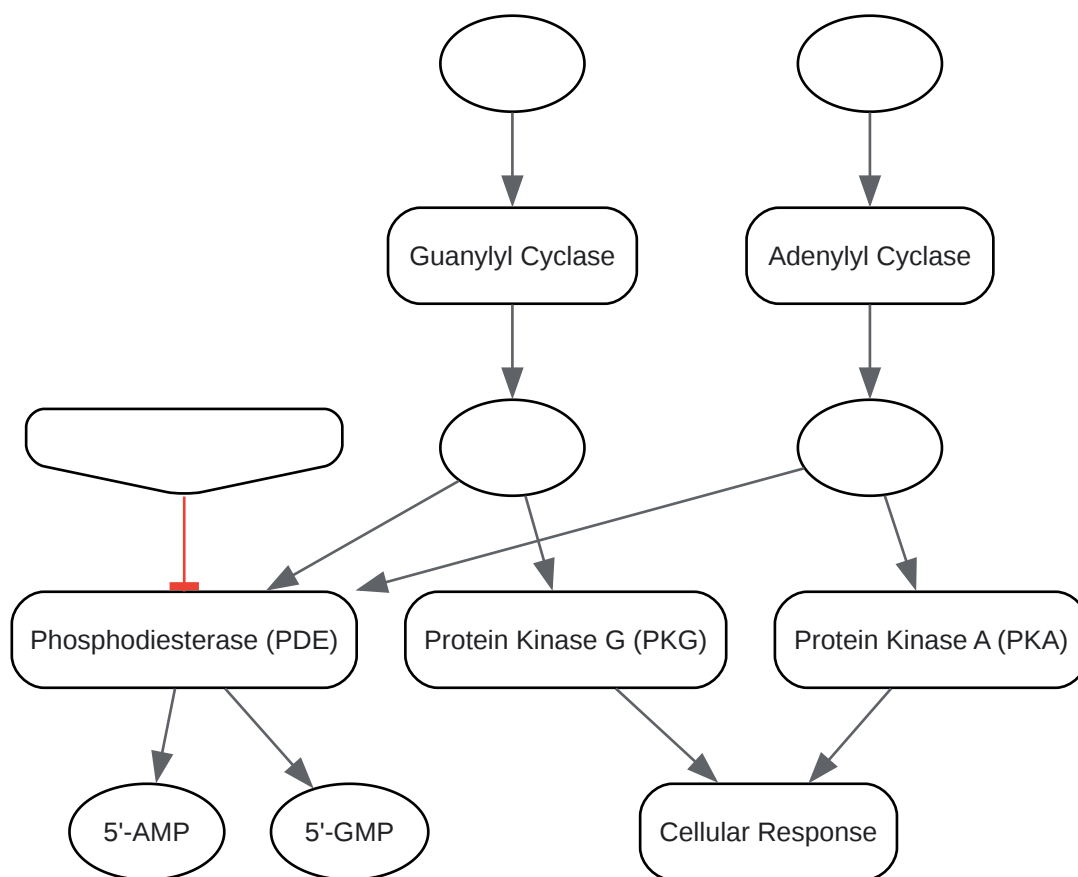 Guanylyl Cyclase
Adenylyl Cyclase
Phosphodiesterase (PDE)
Protein Kinase G (PKG)
Protein Kinase A (PKA)
5'-AMP
5'-GMP
Cellular Response